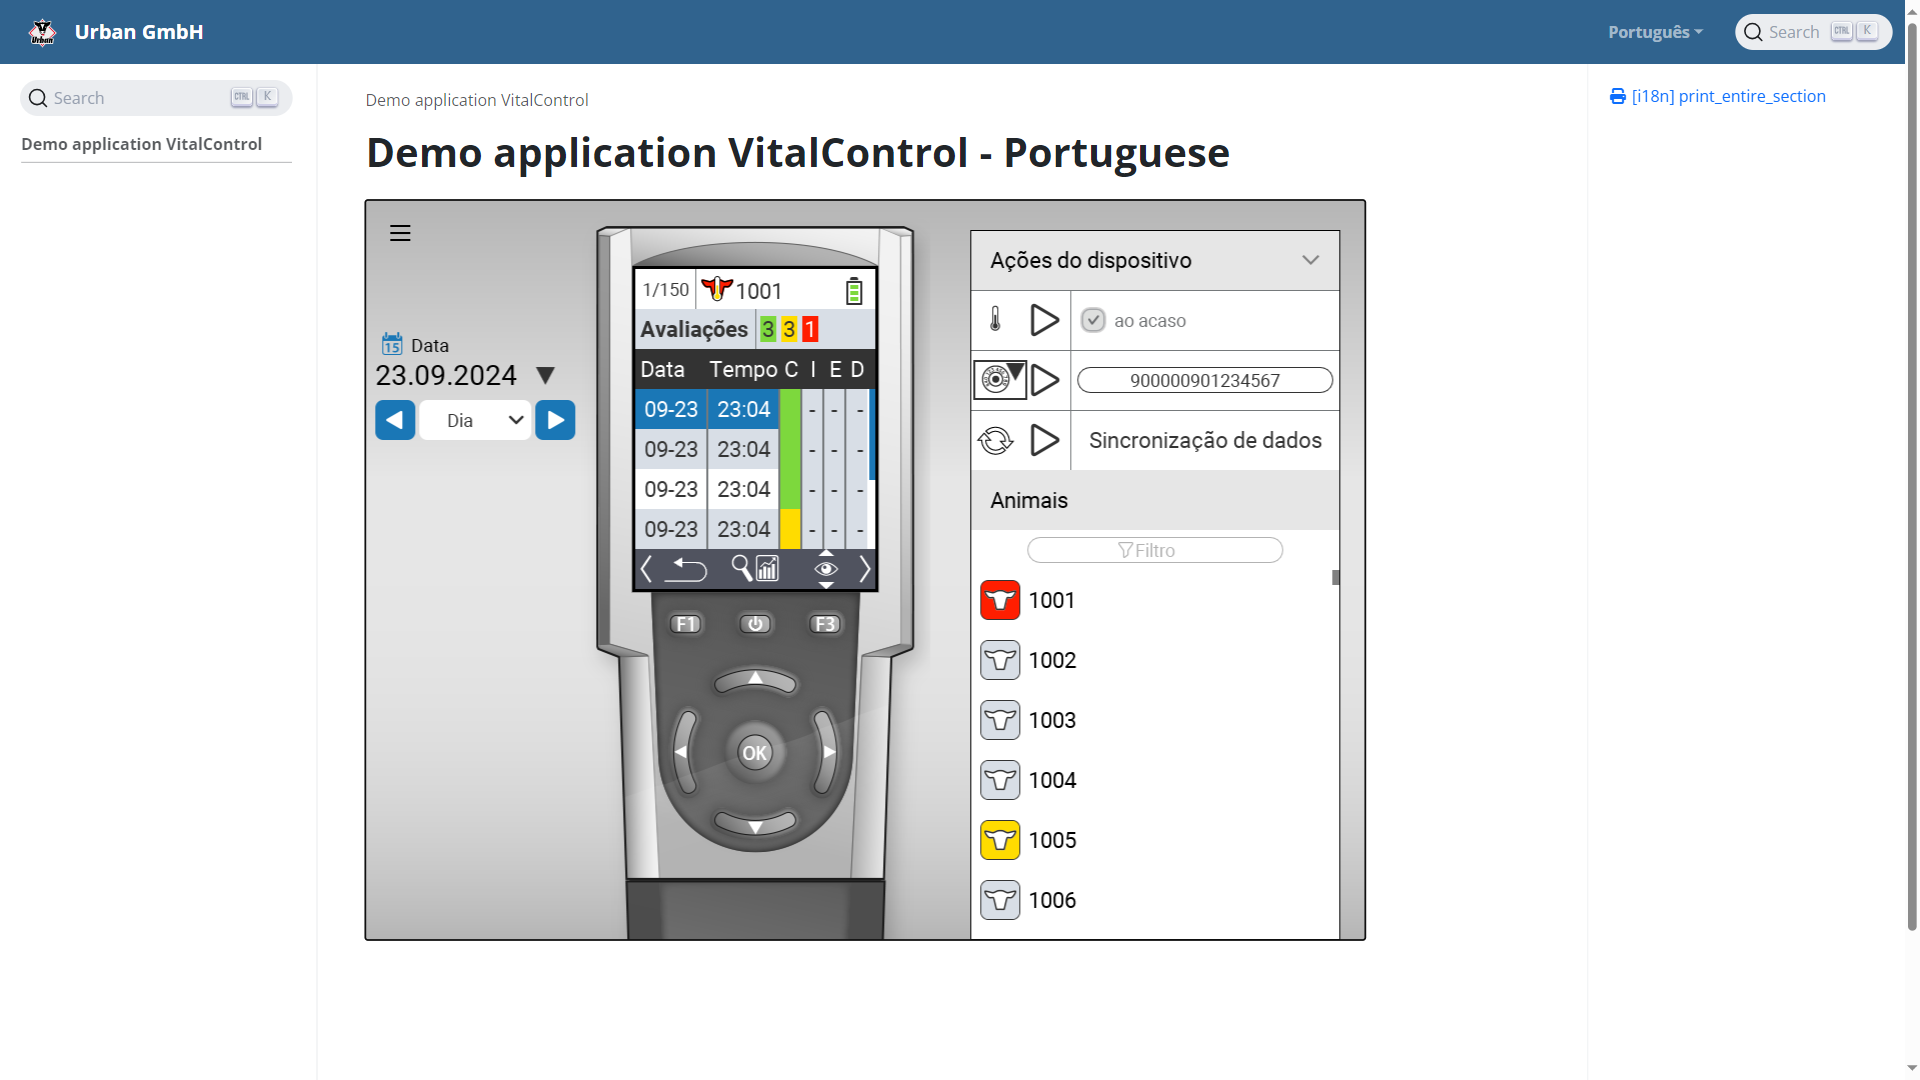 Urban GmbH
Português
Search CTRL K
Search CTRL K
Demo application VitalControl
Demo application VitalControl
Demo application VitalControl - Portuguese
[i18n] print_entire_section
15 Data
23.09.2024
Dia
1/150 1001
Avaliações 3 3 1
Data Tempo C I E D
09-23 23:04 - - -
09-23 23:04 - - -
09-23 23:04 - - -
09-23 23:04 - - -
F1 F3
OK
Ações do dispositivo
ao acaso
900000901234567
Sincronização de dados
Animais
Filtro
1001
1002
1003
1004
1005
1006